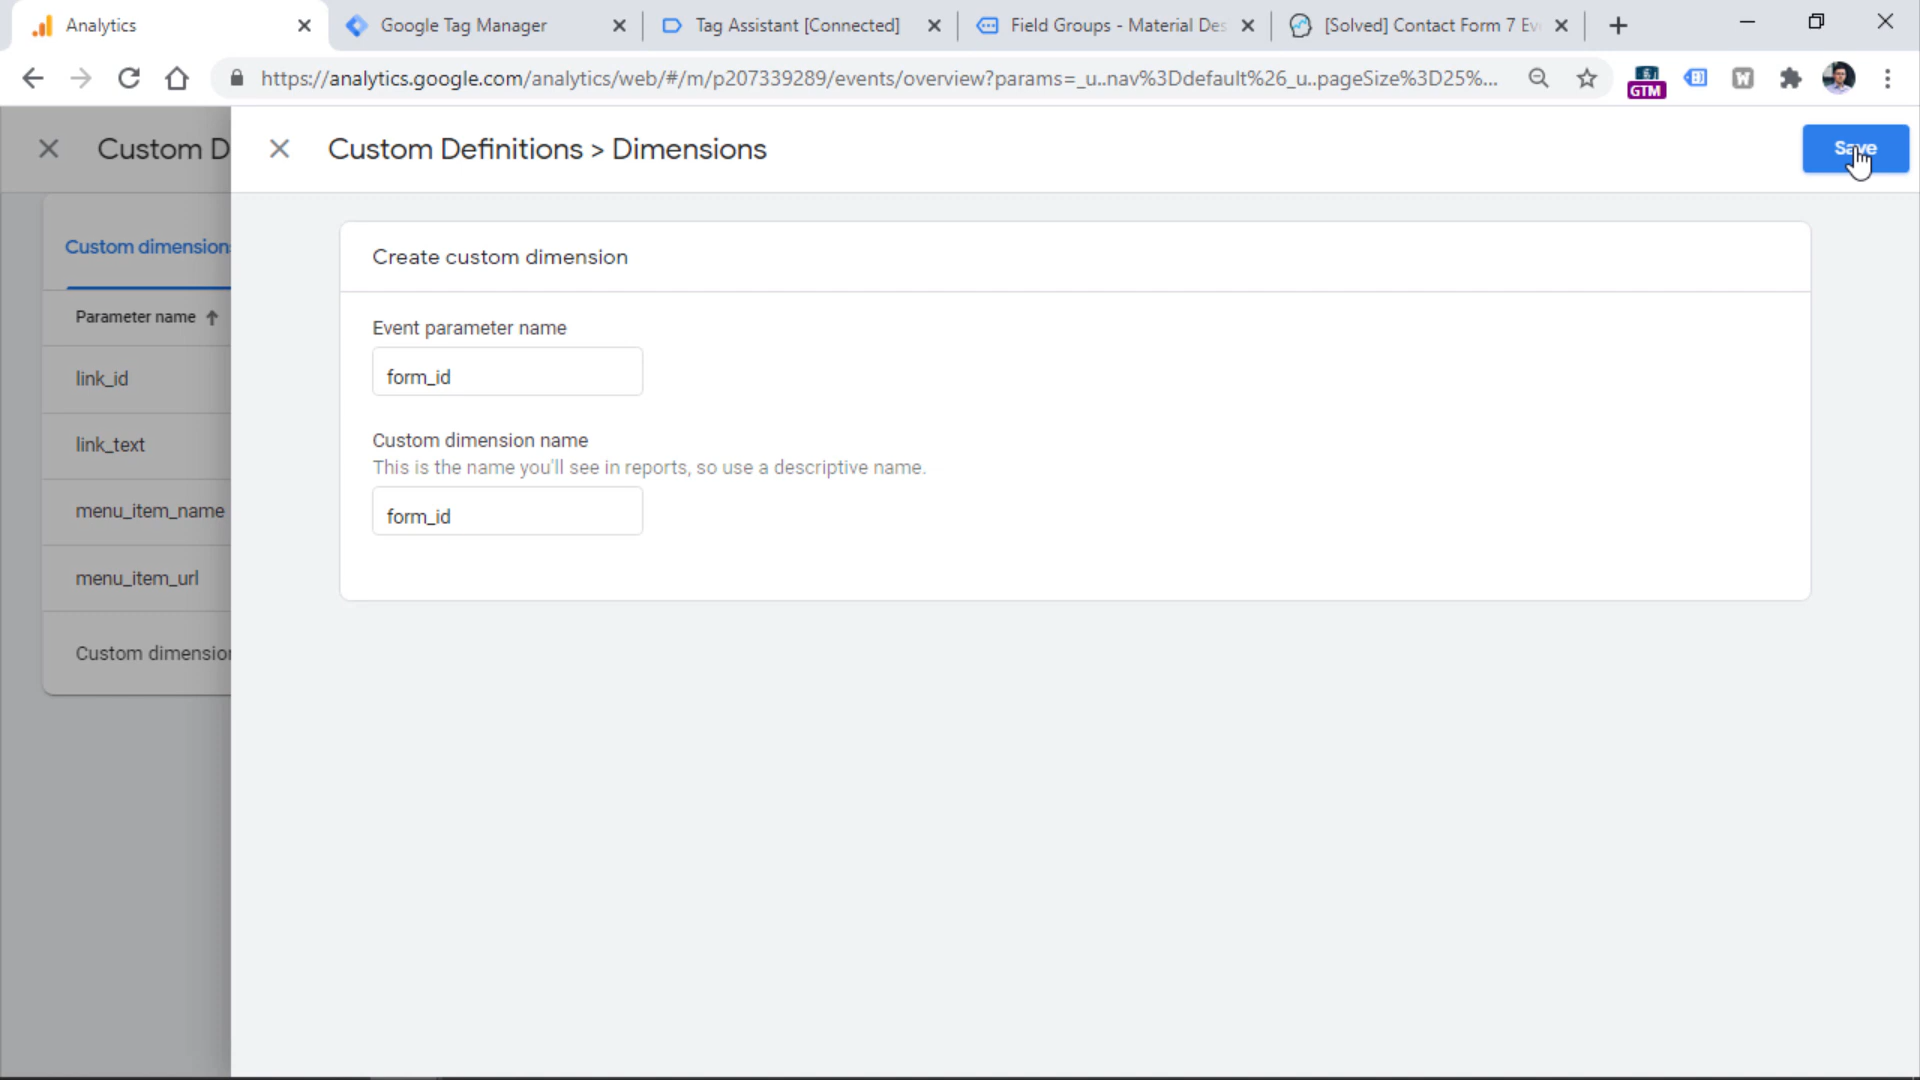 Analytics
Google Tag Manager
Tag Assistant [Connected]
Field Groups - Material Des
[Solved] Contact Form 7 Ev
https://analytics.google.com/analytics/web/#/m/p207339289/events/overview?params=_u..nav%3Ddefault%26_u..pageSize%3D25%...
GTM
W
Custom D
Custom Definitions > Dimensions
Save
Custom dimensions
Parameter name
link_id
link_text
menu_item_name
menu_item_url
Custom dimension
Create custom dimension
Event parameter name
form_id
Custom dimension name
This is the name you'll see in reports, so use a descriptive name.
form_id